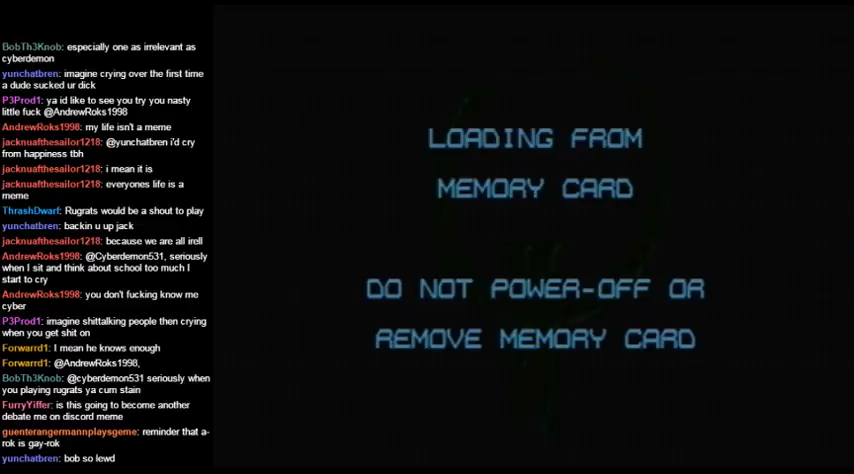 BobTh3Knob: especially one as irrelevant as
cyberdemon
yunchatbren: imagine crying over the first time
a dude sucked ur dick
P3Prod1: ya id like to see you try you nasty
little fuck @AndrewRoks1998
AndrewRoks1998: my life isn't a meme
jacknuafthesailor1218: @yunchatbren i'd cry
from happiness tbh
jacknuafthesailor1218: i mean it is
jacknuafthesailor1218: everyones life is a
meme
ThrashDwarf: Rugrats would be a shout to play
yunchatbren: backin u up jack
jacknuafthesailor1218: because we are all irell
AndrewRoks1998: @Cyberdemon531, seriously
when I sit and think about school too much I
start to cry
AndrewRoks1998: you don't fucking know me
cyber
P3Prod1: imagine shittalking people then crying
when you get shit on
Forwarrd1: I mean he knows enough
Forwarrd1: @AndrewRoks1998,
BobTh3Knob: @cyberdemon531 seriously when
you playing rugrats ya cum stain
FurryYiffer: is this going to become another
debate me on discord meme
guenterangermannplaysgeme: reminder that a-
rok is gay-rok
yunchatbren: bob so lewd
LOADING FROM
MEMORY CARD
DO NOT POWER-OFF OR
REMOVE MEMORY CARD